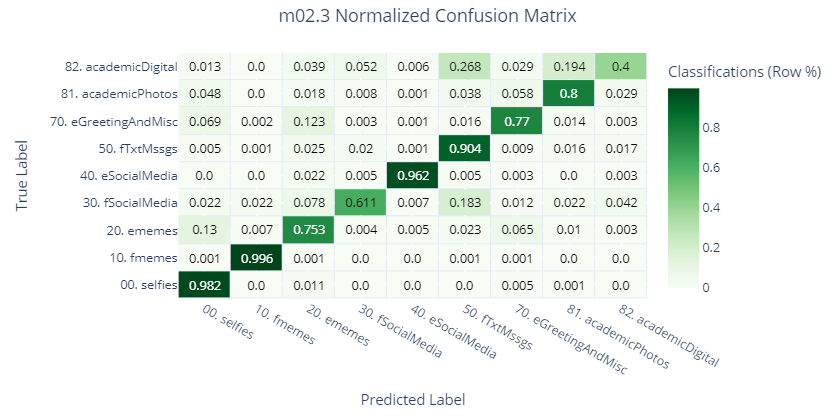 m02.3 Normalized Confusion Matrix
82. academicDigital 0.013 0.0 0.039 0.052 0.006 0.268 0.029 0.194 0.4
81. academicPhotos 0.048 0.0 0.018 0.008 0.001 0.038 0.058 0.8 0.029
70. eGreetingAndMisc 0.069 0.002 0.123 0.003 0.001 0.016 0.77 0.014 0.003
50. fTxtMssgs 0.005 0.001 0.025 0.02 0.001 0.904 0.009 0.016 0.017
40. eSocialMedia 0.0 0.0 0.022 0.005 0.962 0.005 0.003 0.0 0.003
30. fSocialMedia 0.022 0.022 0.078 0.611 0.007 0.183 0.012 0.022 0.042
20. ememes 0.13 0.007 0.753 0.004 0.005 0.023 0.065 0.01 0.003
10. fmemes 0.001 0.996 0.001 0.0 0.0 0.001 0.001 0.0 0.0
00. selfies 0.982 0.0 0.011 0.0 0.0 0.0 0.005 0.001 0.0
True Label
00. selfies
10. fmemes
20. ememes
30. fSocialMedia
40. eSocialMedia
50. fTxtMssgs
70. eGreetingAndMisc
81. academicPhotos
82. academicDigital
Predicted Label
Classifications (Row %)
0.8
0.6
0.4
0.2
0